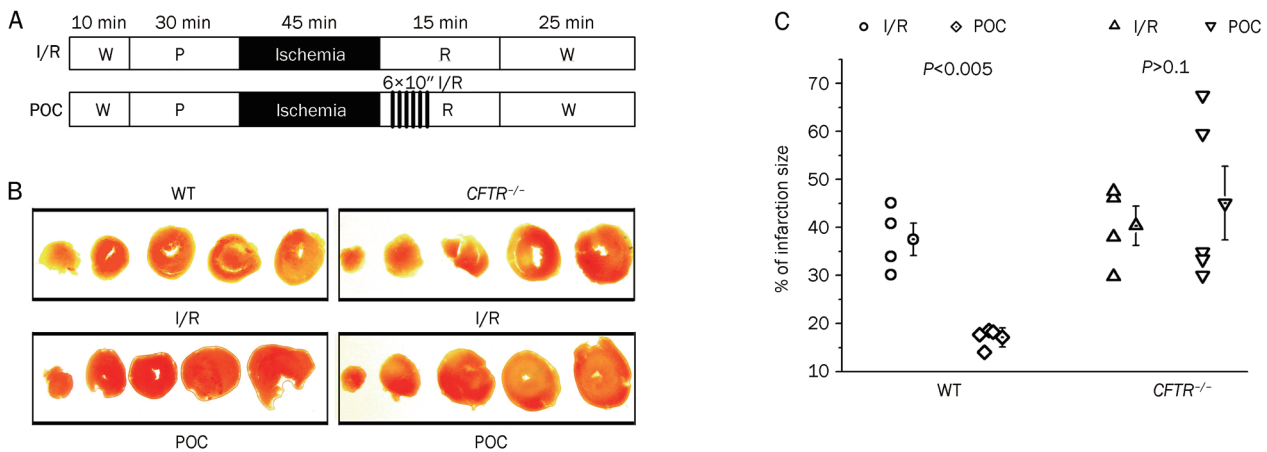 A
10 min 30 min 45 min 15 min 25 min
I/R W P Ischemia R W
6×10″ I/R
POC W P Ischemia R W
B
WT CFTR⁻/⁻
I/R I/R
POC POC
C
I/R POC I/R POC
P<0.005 P>0.1
% of infarction size
70
60
50
40
30
20
10
WT CFTR⁻/⁻